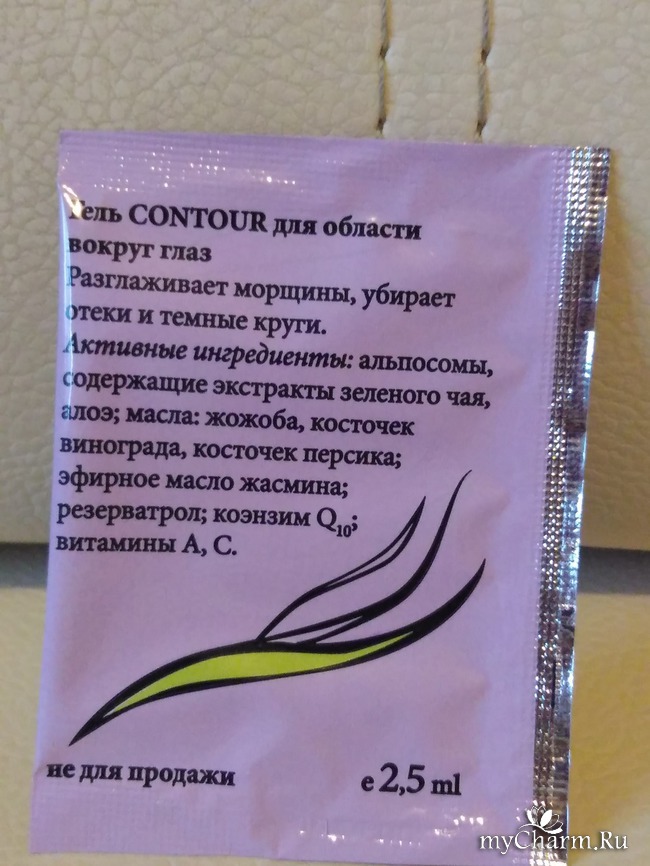 Гель CONTOUR для области
вокруг глаз
Разглаживает морщины, убирает
отеки и темные круги.
Активные ингредиенты: альпосомы,
содержащие экстракты зеленого чая,
алоэ; масла: жожоба, косточек
винограда, косточек персика;
эфирное масло жасмина;
резерватрол; коэнзим Q10;
витамины А, С.
не для продажи
e 2,5 ml
myCharm.Ru